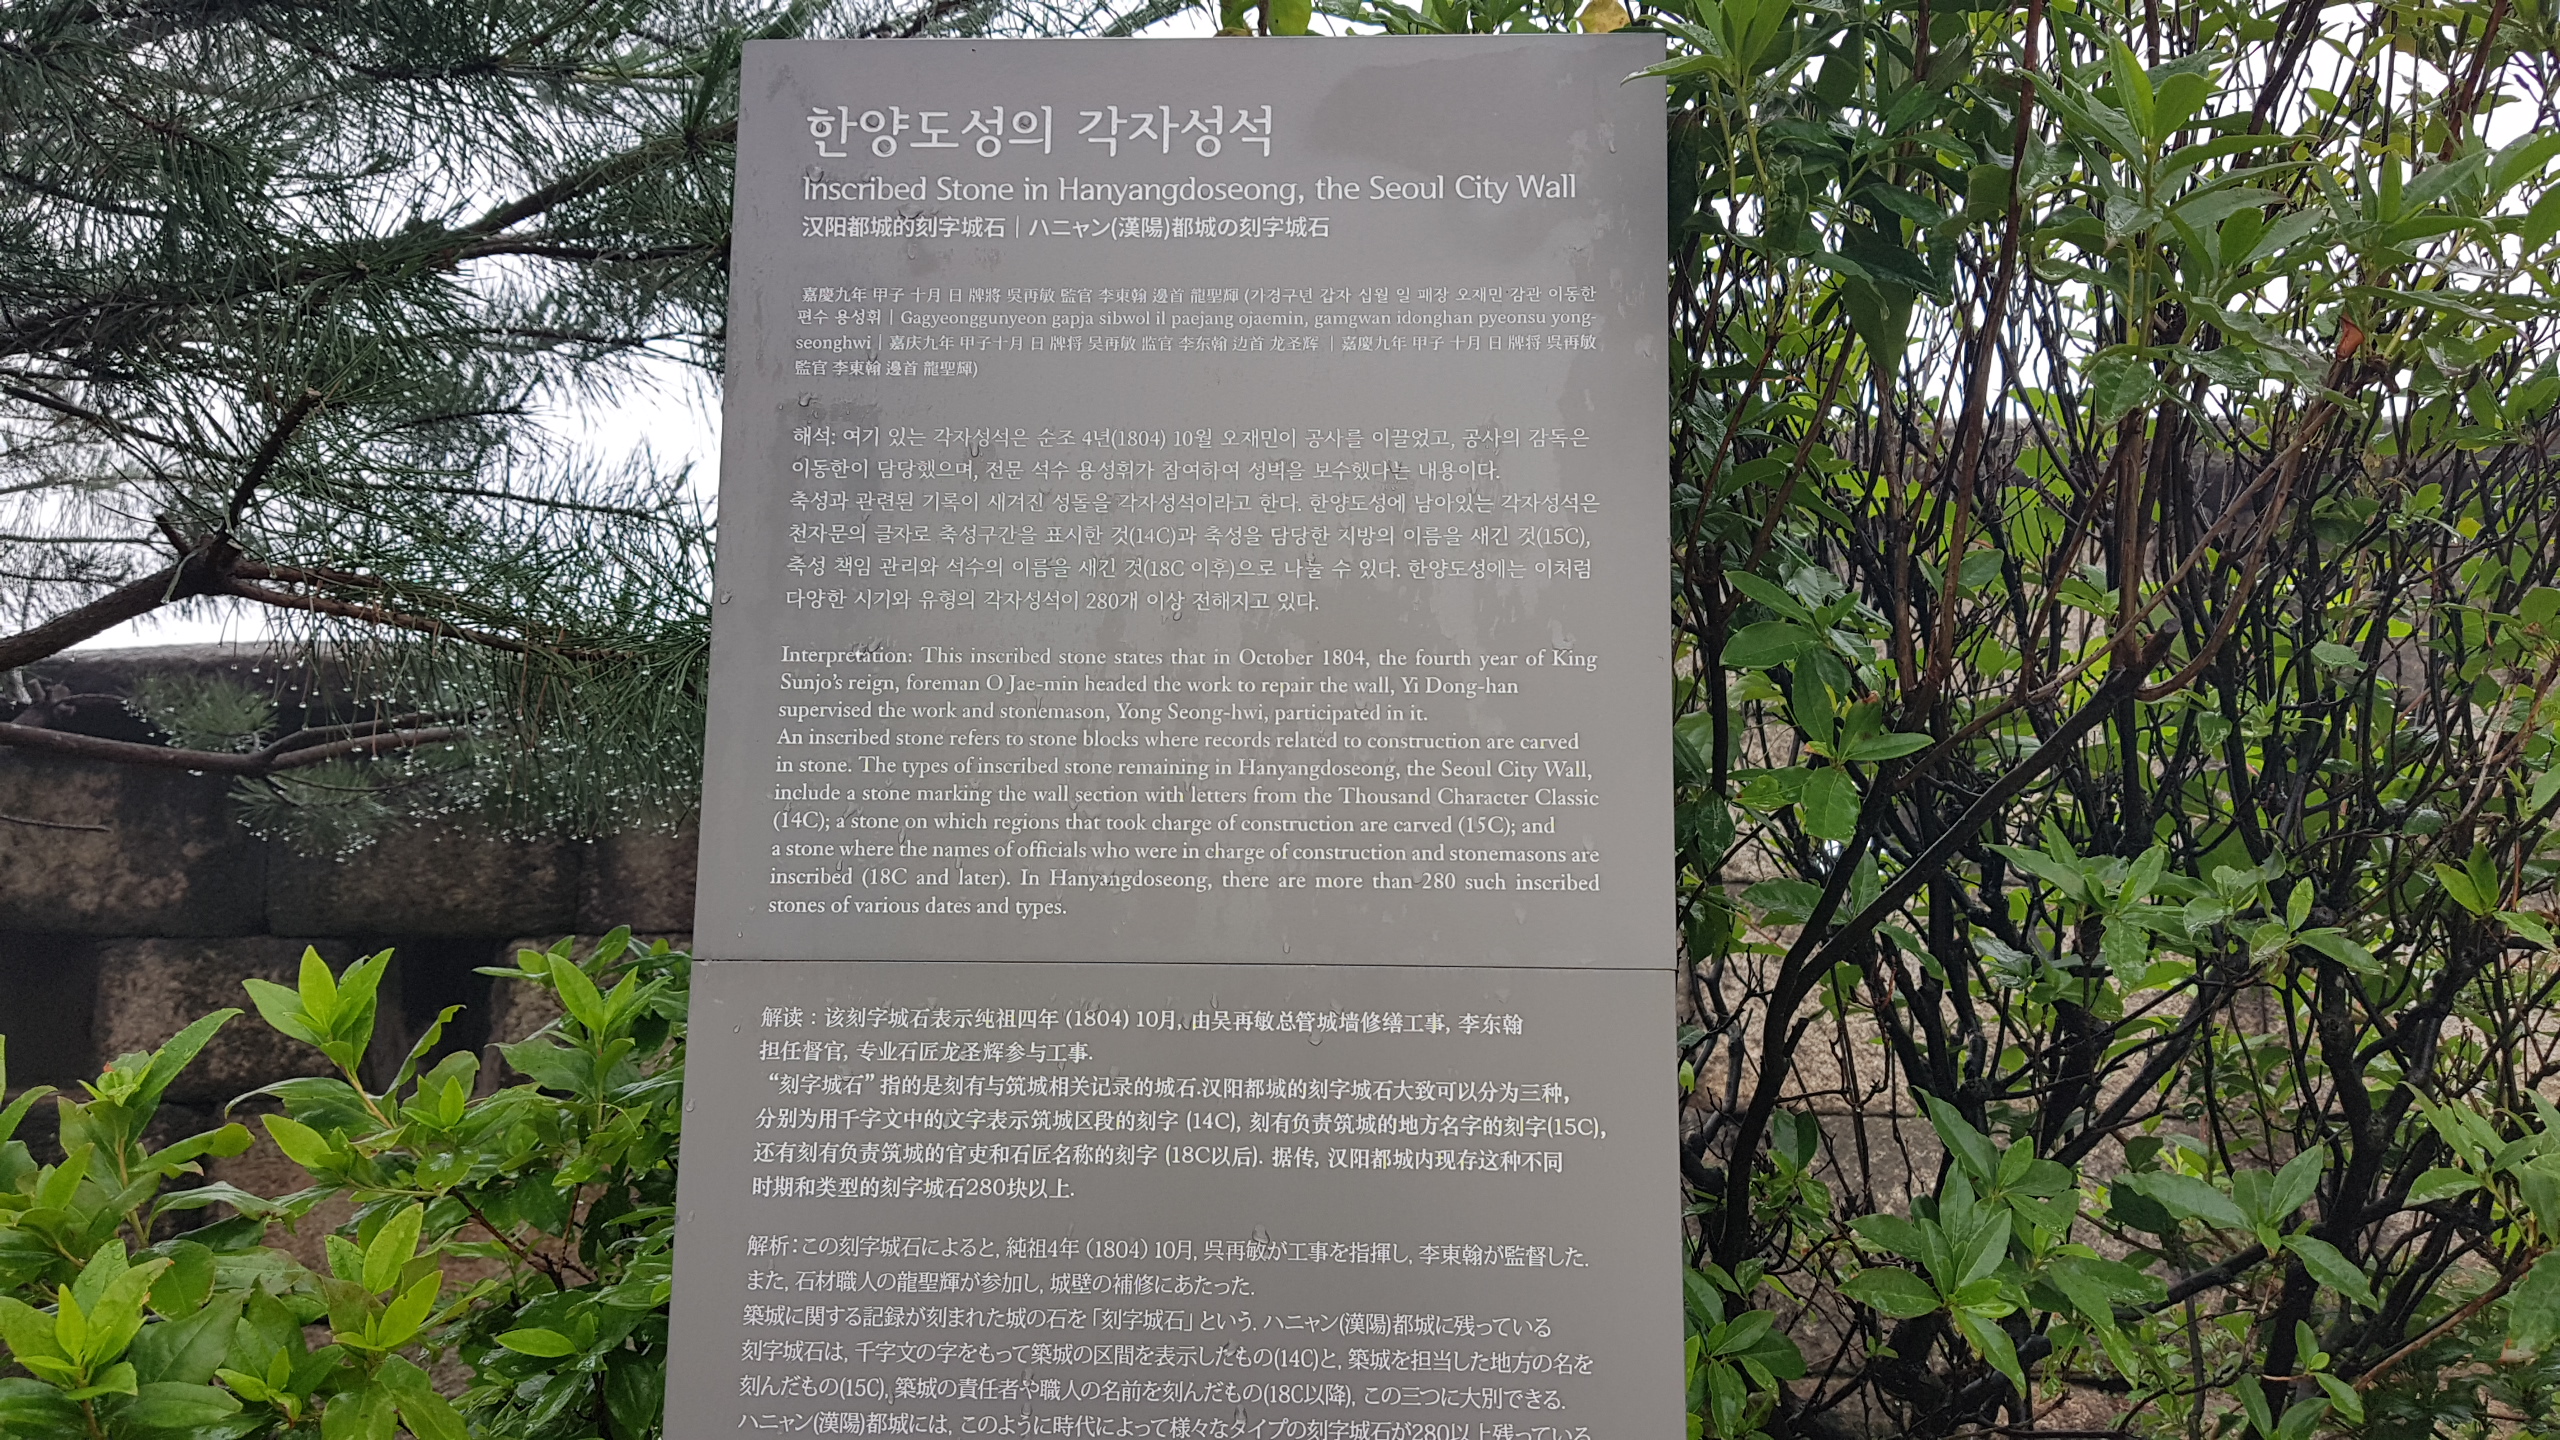 한양도성의 각자성석
Inscribed Stone in Hanyangdoseong, the Seoul City Wall
汉阳都城的刻字城石 | ハニャン(漢陽)都城の刻字城石
嘉慶九年 甲子 十月 日 牌將 吳再敏 監官 李東翰 邊首 龍聖輝 (가경구년 갑자 십월 일 패장 오재민 감관 이동한
편수 용성휘 | Gagyeonggunyeon gapja sibwol il paejang ojaemin, gamgwan idonghan pyeonsu yong-
seonghwi | 嘉庆九年 甲子十月 日 牌将 吴再敏 监官 李东翰 边首 龙圣辉 | 嘉慶九年 甲子 十月 日 牌将 呉再敏
監官 李東翰 邊首 龍聖輝)
해석: 여기 있는 각자성석은 순조 4년(1804) 10월 오재민이 공사를 이끌었고, 공사의 감독은
이동한이 담당했으며, 전문 석수 용성휘가 참여하여 성벽을 보수했다는 내용이다.
축성과 관련된 기록이 새겨진 성돌을 각자성석이라고 한다. 한양도성에 남아있는 각자성석은
천자문의 글자로 축성구간을 표시한 것(14C)과 축성을 담당한 지방의 이름을 새긴 것(15C),
축성 책임 관리와 석수의 이름을 새긴 것(18C 이후)으로 나눌 수 있다. 한양도성에는 이처럼
다양한 시기와 유형의 각자성석이 280개 이상 전해지고 있다.
Interpretation: This inscribed stone states that in October 1804, the fourth year of King
Sunjo's reign, foreman O Jae-min headed the work to repair the wall, Yi Dong-han
supervised the work and stonemason, Yong Seong-hwi, participated in it.
An inscribed stone refers to stone blocks where records related to construction are carved
in stone. The types of inscribed stone remaining in Hanyangdoseong, the Seoul City Wall,
include a stone marking the wall section with letters from the Thousand Character Classic
(14C); a stone on which regions that took charge of construction are carved (15C); and
a stone where the names of officials who were in charge of construction and stonemasons are
inscribed (18C and later). In Hanyangdoseong, there are more than 280 such inscribed
stones of various dates and types.
解读 : 该刻字城石表示纯祖四年 (1804) 10月, 由吴再敏总管城墙修缮工事, 李东翰
担任督官, 专业石匠龙圣辉参与工事.
“刻字城石” 指的是刻有与筑城相关记录的城石.汉阳都城的刻字城石大致可以分为三种,
分别为用千字文中的文字表示筑城区段的刻字 (14C), 刻有负责筑城的地方名字的刻字(15C),
还有刻有负责筑城的官吏和石匠名称的刻字 (18C以后). 据传, 汉阳都城内现存这种不同
时期和类型的刻字城石280块以上.
解析 : この刻字城石によると, 純祖4年 (1804) 10月, 呉再敏が工事を指揮し, 李東翰が監督した.
また, 石材職人の龍聖輝が参加し, 城壁の補修にあたった.
築城に関する記録が刻まれた城の石を「刻字城石」という. ハニャン(漢陽)都城に残っている
刻字城石は, 千字文の字をもって築城の区間を表示したもの(14C)と, 築城を担当した地方の名を
刻んだもの(15C), 築城の責任者や職人の名前を刻んだもの(18C以降), この三つに大別できる.
ハニャン(漢陽)都城には, このように時代によって様々なタイプの刻字城石が280以上残っている